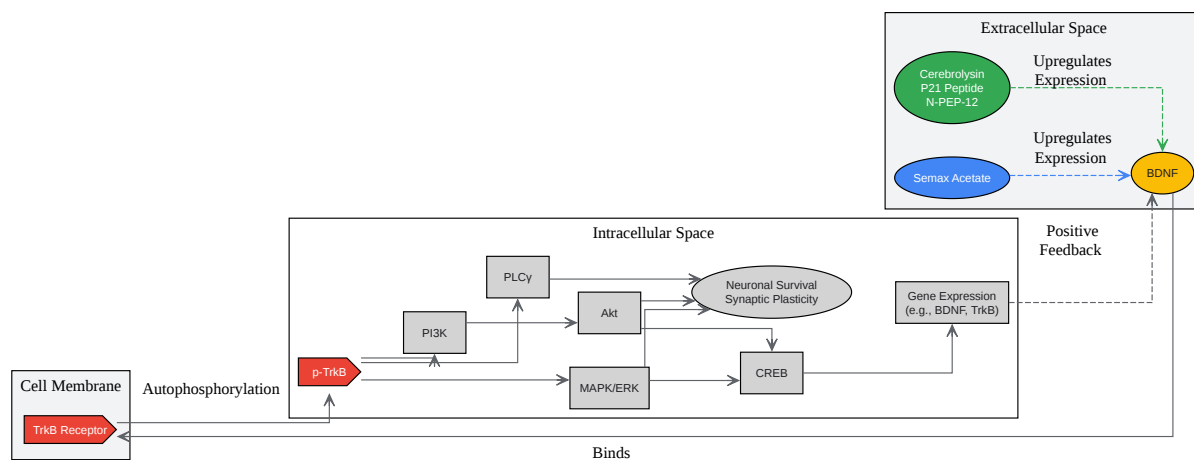 Extracellular Space
Cerebrolysin
P21 Peptide
N-PEP-12
Upregulates
Expression
Upregulates
Expression
Semax Acetate
BDNF
Positive
Feedback
Intracellular Space
PLCγ
Neuronal Survival
Synaptic Plasticity
Gene Expression
(e.g., BDNF, TrkB)
Akt
PI3K
p-TrkB
MAPK/ERK
CREB
Cell Membrane
Autophosphorylation
TrkB Receptor
Binds